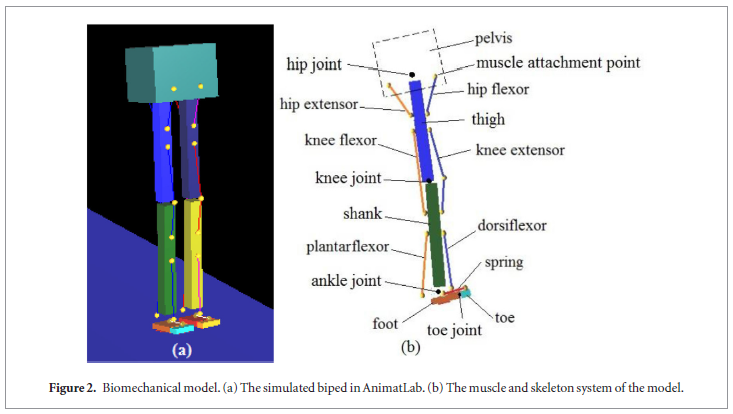 pelvis
hip joint
muscle attachment point
hip flexor
hip extensor
thigh
knee flexor
knee extensor
knee joint
shank
dorsiflexor
plantarflexor
spring
ankle joint
foot
toe joint
toe
(a)
(b)
Figure 2. Biomechanical model. (a) The simulated biped in AnimatLab. (b) The muscle and skeleton system of the model.